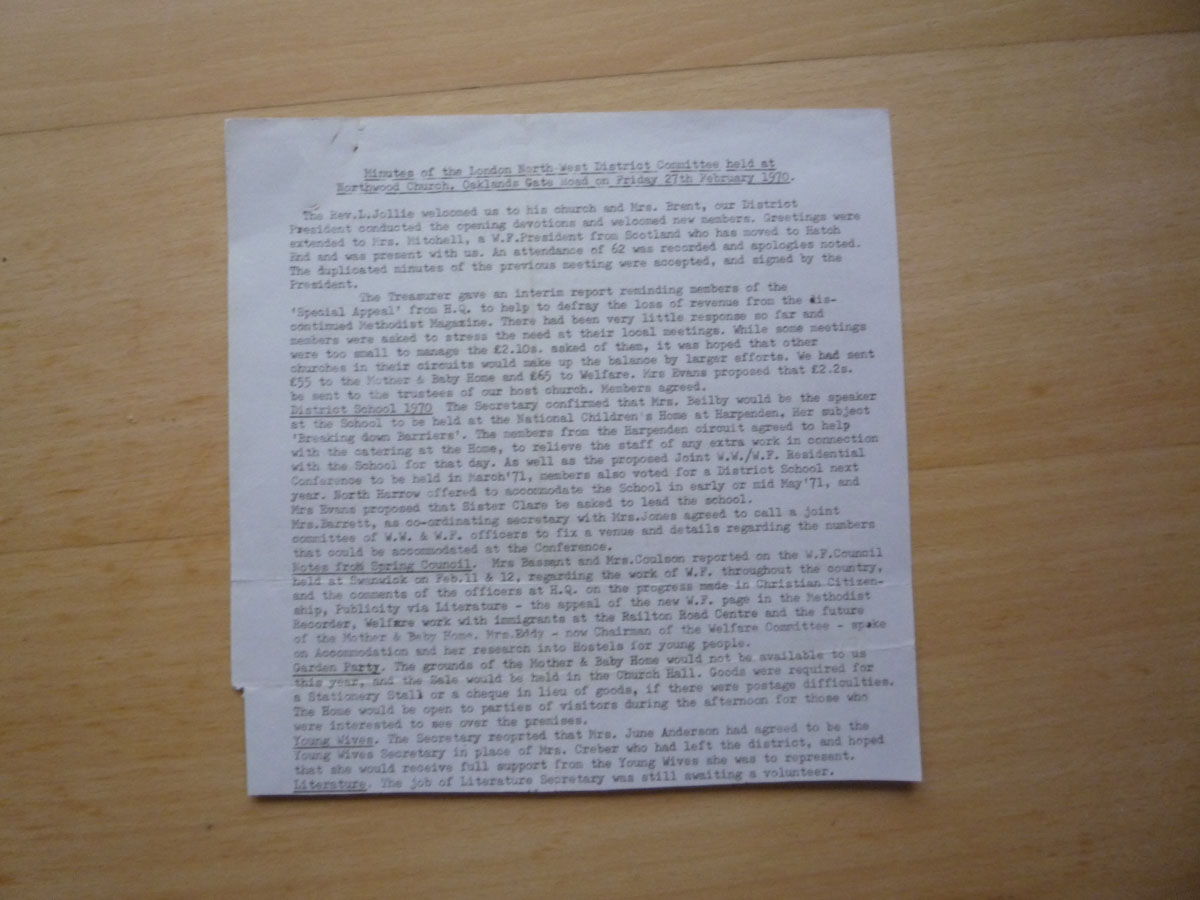 Minutes of the London North West District Committee held at
Northwood Church, Oaklands Gate Road on Friday 27th February 1970.
The Rev.L.Jollie welcomed us to his church and Mrs. Brent, our District
President conducted the opening devotions and welcomed new members. Greetings were
extended to Mrs. Mitchell, a W.F.President from Scotland who has moved to Hatch
End and was present with us. An attendance of 62 was recorded and apologies noted.
The duplicated minutes of the previous meeting were accepted, and signed by the
President.
The Treasurer gave an interim report reminding members of the
'Special Appeal' from H.Q. to help to defray the loss of revenue from the dis-
continued Methodist Magazine. There had been very little response so far and
members were asked to stress the need at their local meetings. While some meetings
were too small to manage the £2.10s. asked of them, it was hoped that other
churches in their circuits would make up the balance by larger efforts. We had sent
£55 to the Mother & Baby Home and £65 to Welfare. Mrs Evans proposed that £2.2s.
be sent to the trustees of our host church. Members agreed.
District School 1970 The Secretary confirmed that Mrs. Beilby would be the speaker
at the School to be held at the National Children's Home at Harpenden, Her subject
'Breaking down Barriers'. The members from the Harpenden circuit agreed to help
with the catering at the Home, to relieve the staff of any extra work in connection
with the School for that day. As well as the proposed Joint W.W./W.F. Residential
Conference to be held in March'71, members also voted for a District School next
year. North Harrow offered to accommodate the School in early or mid May'71, and
Mrs Evans proposed that Sister Clare be asked to lead the school.
Mrs.Barrett, as co-ordinating secretary with Mrs.Jones agreed to call a joint
committee of W.W. & W.F. officers to fix a venue and details regarding the numbers
that could be accommodated at the Conference.
Notes from Spring Council. Mrs Bassant and Mrs.Coulson reported on the W.F.Council
held at Swanwick on Feb.11 & 12, regarding the work of W.F. throughout the country,
and the comments of the officers at H.Q. on the progress made in Christian Citizen-
ship, Publicity via Literature - the appeal of the new W.F. page in the Methodist
Recorder, Welfare work with immigrants at the Railton Road Centre and the future
of the Mother & Baby Home. Mrs.Eddy - now Chairman of the Welfare Committee - spoke
on Accommodation and her research into Hostels for young people.
Garden Party. The grounds of the Mother & Baby Home would not be available to us
this year, and the Sale would be held in the Church Hall. Goods were required for
a Stationery Stall or a cheque in lieu of goods, if there were postage difficulties.
The Home would be open to parties of visitors during the afternoon for those who
were interested to see over the premises.
Young Wives. The Secretary reoprted that Mrs. June Anderson had agreed to be the
Young Wives Secretary in place of Mrs. Creber who had left the district, and hoped
that she would receive full support from the Young Wives she was to represent.
Literature. The job of Literature Secretary was still awaiting a volunteer.